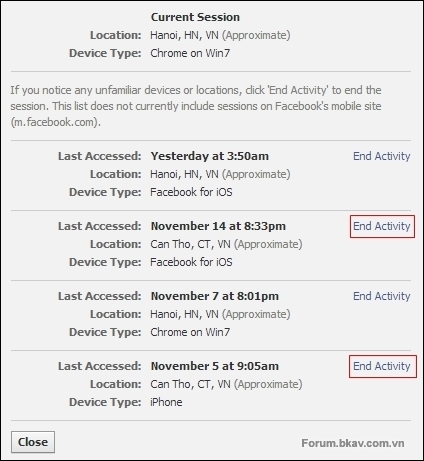 Current Session
Location: Hanoi, HN, VN (Approximate)
Device Type: Chrome on Win7
If you notice any unfamiliar devices or locations, click 'End Activity' to end the
session. This list does not currently include sessions on Facebook's mobile site
(m.facebook.com).
Last Accessed: Yesterday at 3:50am End Activity
Location: Hanoi, HN, VN (Approximate)
Device Type: Facebook for iOS
Last Accessed: November 14 at 8:33pm End Activity
Location: Can Tho, CT, VN (Approximate)
Device Type: Facebook for iOS
Last Accessed: November 7 at 8:01pm End Activity
Location: Hanoi, HN, VN (Approximate)
Device Type: Chrome on Win7
Last Accessed: November 5 at 9:05am End Activity
Location: Can Tho, CT, VN (Approximate)
Device Type: iPhone
Close Forum.bkav.com.vn